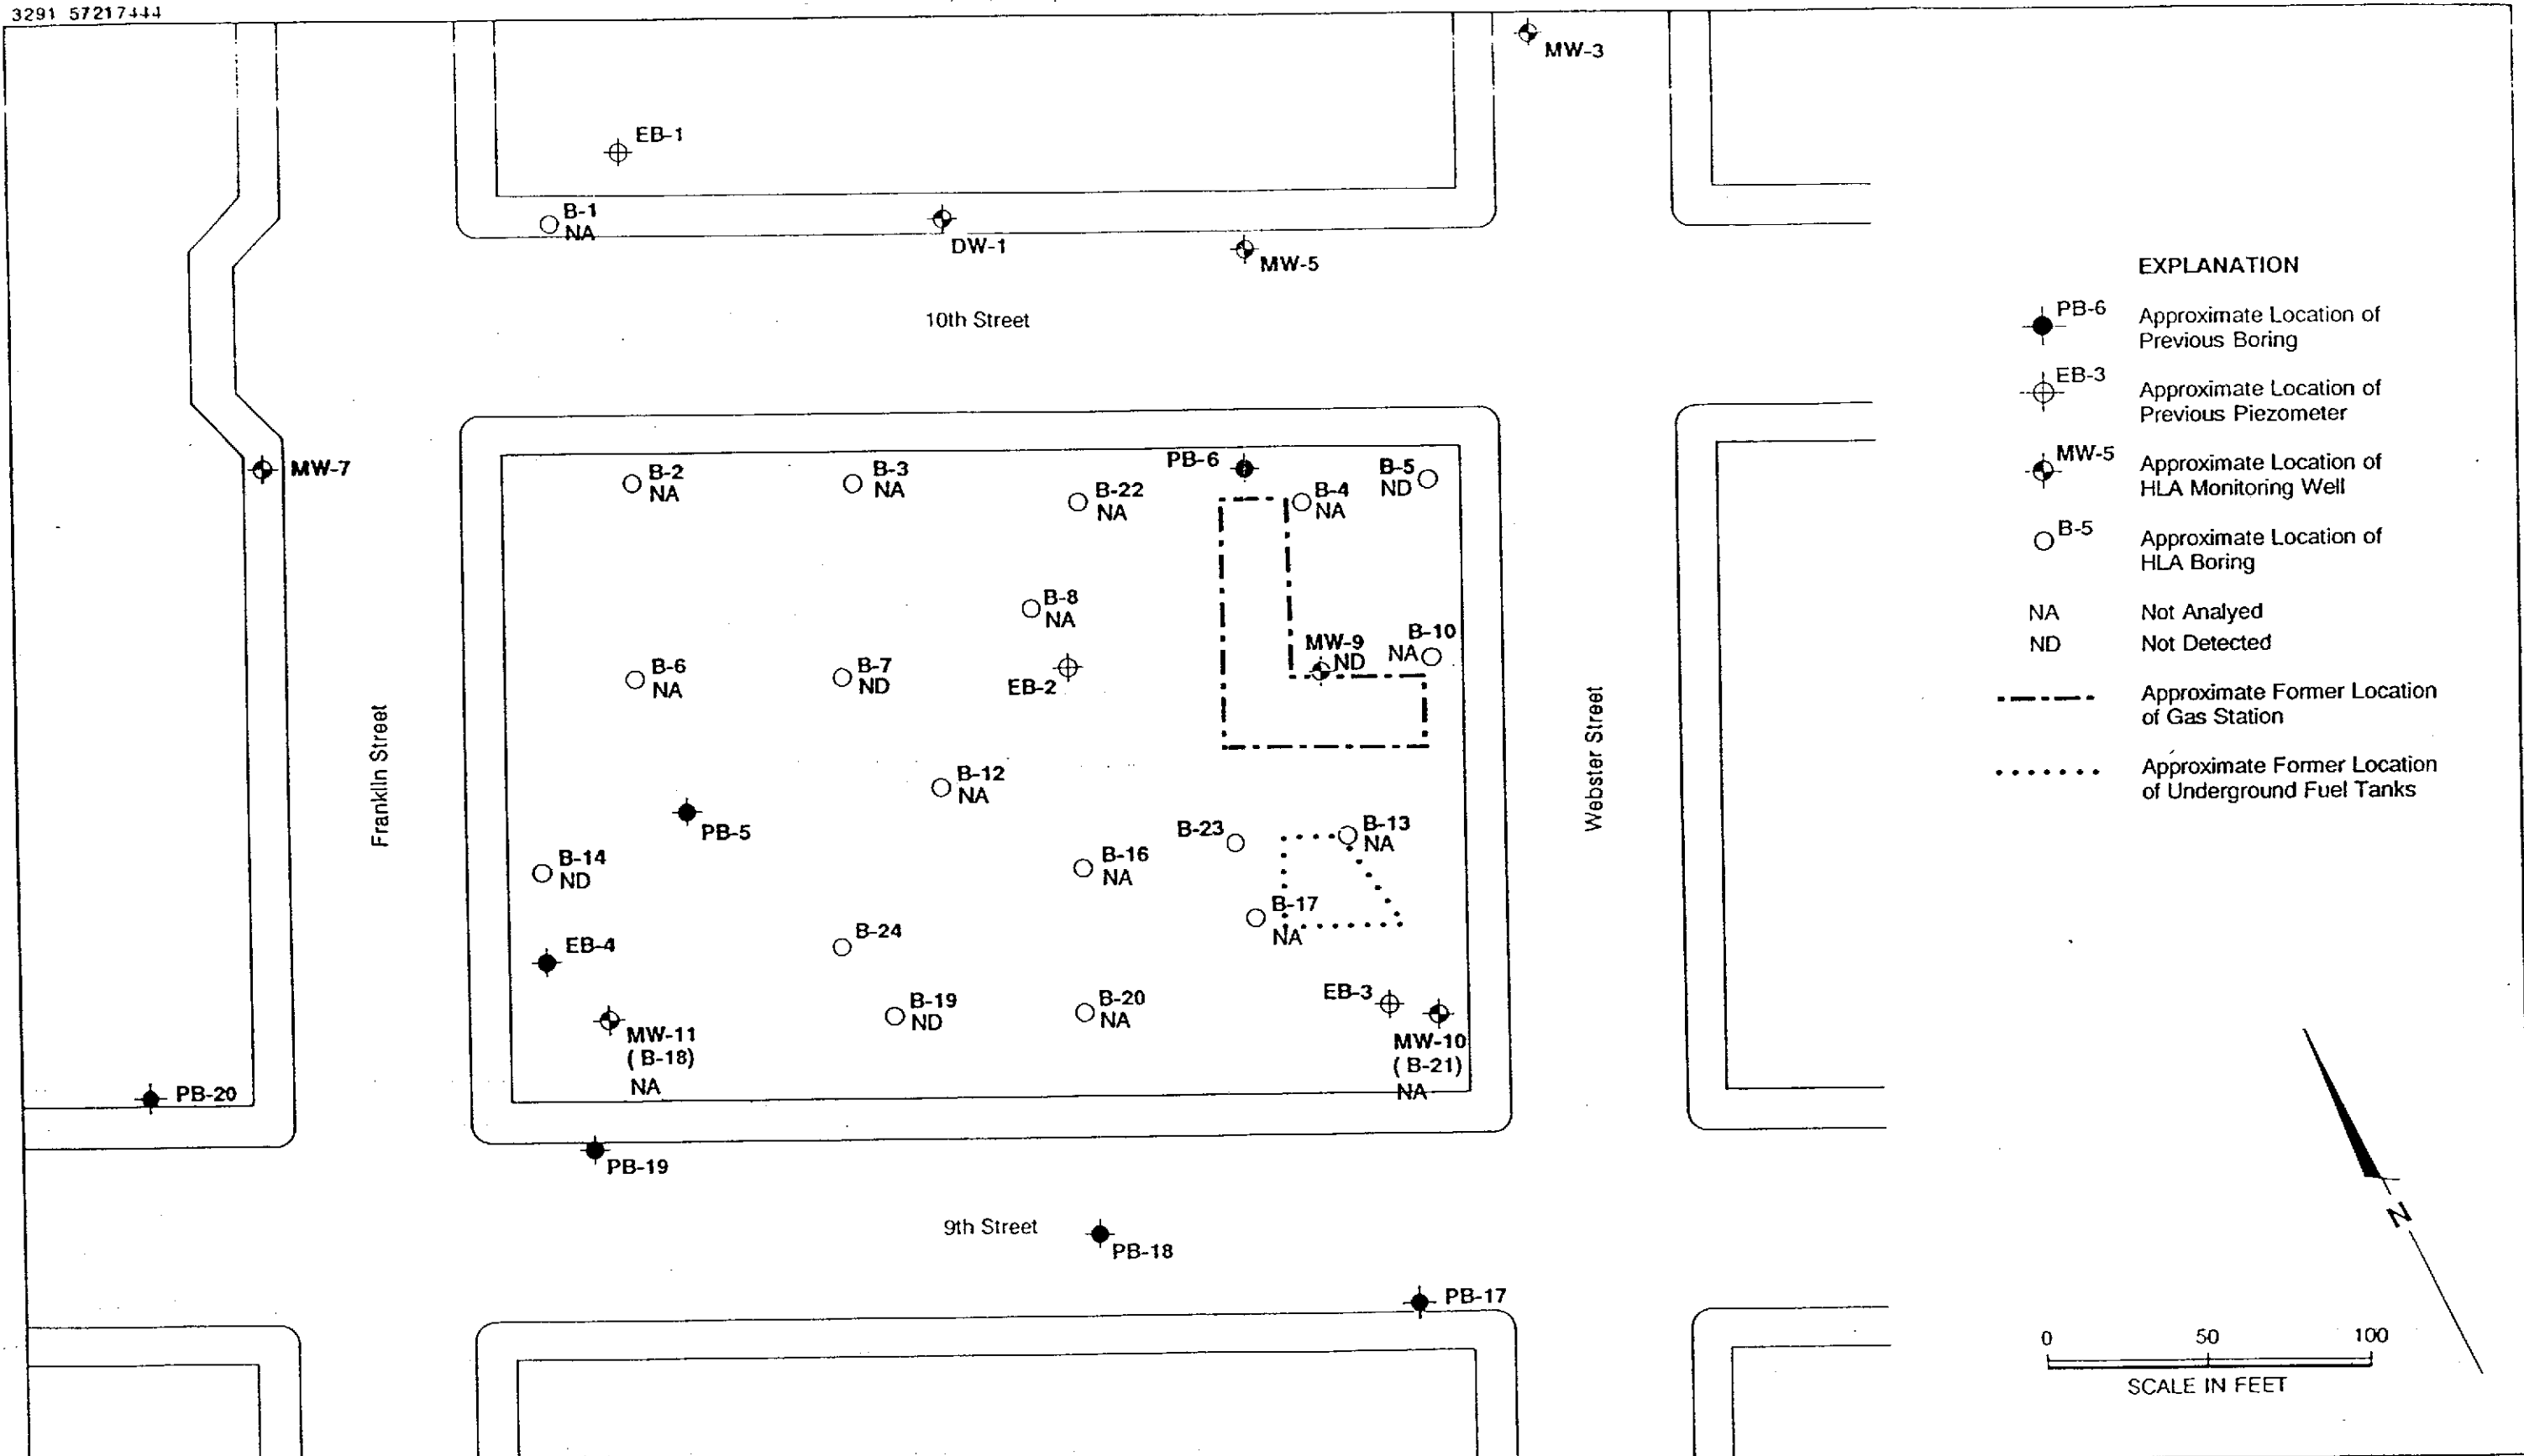 3291 57217444
MW-3
EB-1
B-1
NA
DW-1
MW-5
10th Street
MW-7
B-2
NA
B-3
NA
B-22
NA
PB-6
B-4
NA
B-5
ND
B-8
NA
B-6
NA
B-7
ND
EB-2
MW-9
ND
B-10
NA
Franklin Street
Webster Street
B-12
NA
PB-5
B-14
ND
B-16
NA
B-23
B-13
NA
B-17
NA
EB-4
B-24
B-19
ND
B-20
NA
EB-3
MW-11
( B-18)
NA
MW-10
( B-21)
NA
PB-20
PB-19
9th Street
PB-18
PB-17
EXPLANATION
PB-6
Approximate Location of
Previous Boring
EB-3
Approximate Location of
Previous Piezometer
MW-5
Approximate Location of
HLA Monitoring Well
B-5
Approximate Location of
HLA Boring
NA Not Analyed
ND Not Detected
Approximate Former Location
of Gas Station
Approximate Former Location
of Underground Fuel Tanks
N
0 50 100
SCALE IN FEET